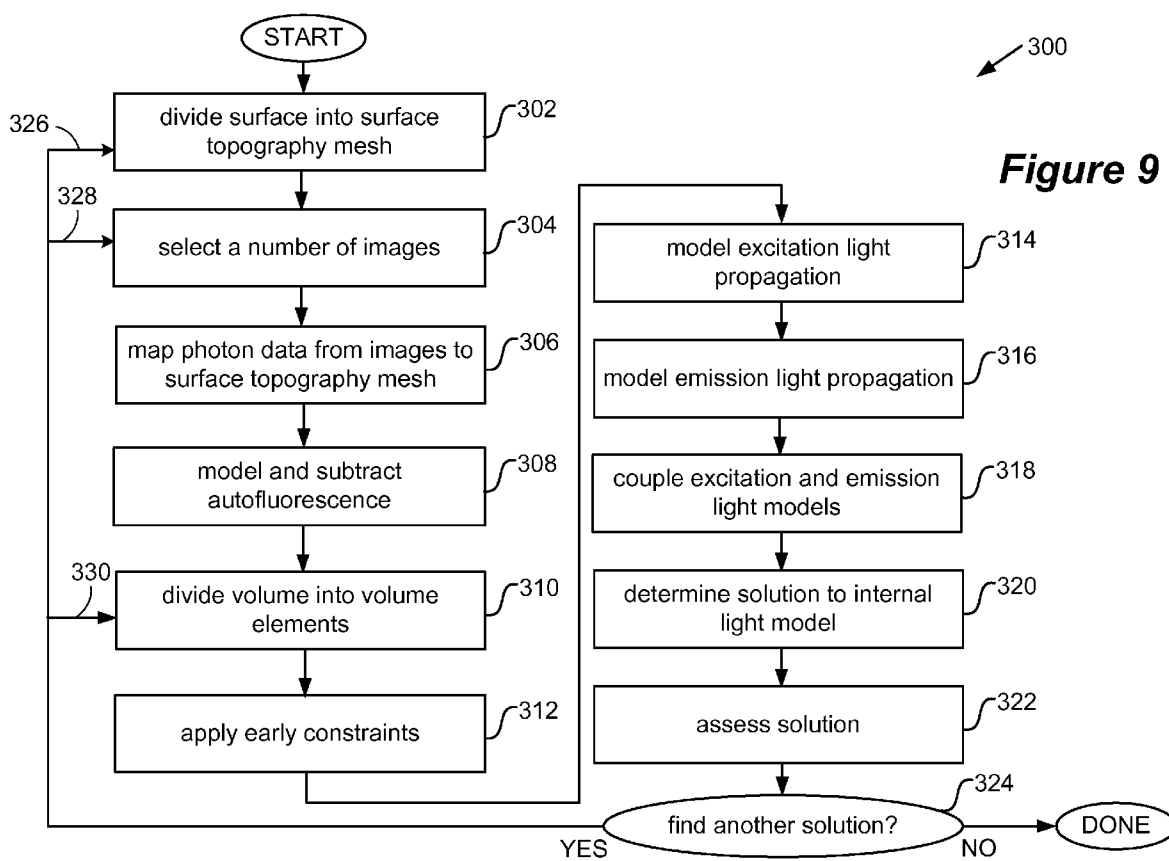 START
300
divide surface into surface
topography mesh
302
326
Figure 9
328
select a number of images
304
map photon data from images to
surface topography mesh
306
model and subtract
autofluorescence
308
330
divide volume into volume
elements
310
apply early constraints
312
model excitation light
propagation
314
model emission light propagation
316
couple excitation and emission
light models
318
determine solution to internal
light model
320
assess solution
322
324
find another solution?
YES
NO
DONE